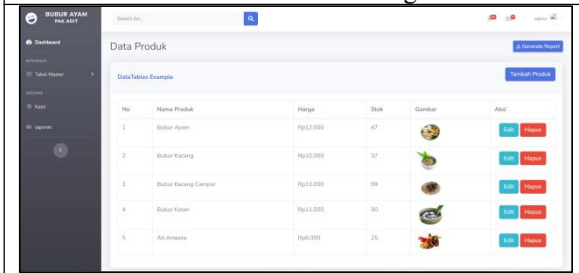 BUBUR AYAM
PAK ADIT
Search for...
admin
Dashboard
Data Produk
Generate Report
INTERFACE
Tabel Master
DataTables Example
Tambah Produk
ADDONS
Kasir
laporan
No Nama Produk Harga Stok Gambar Aksi
1 Bubur Ayam Rp12.000 47 Edit Hapus
2 Bubur Kacang Rp10.000 37 Edit Hapus
3 Bubur Kacang Campur Rp13.000 99 Edit Hapus
4 Bubur Ketan Rp11.000 30 Edit Hapus
5 Ati Ampela Rp8.000 25 Edit Hapus